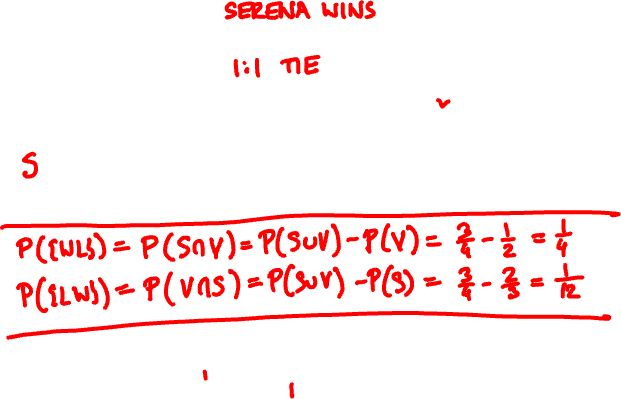 SERENA WINS
1:1 TIE
v
S
P({WL}) = P(S∩V) = P(S∪V) - P(V) = 3/4 - 1/2 = 1/4
P({LW}) = P(V∩S) = P(S∪V) - P(S) = 3/4 - 2/3 = 1/12